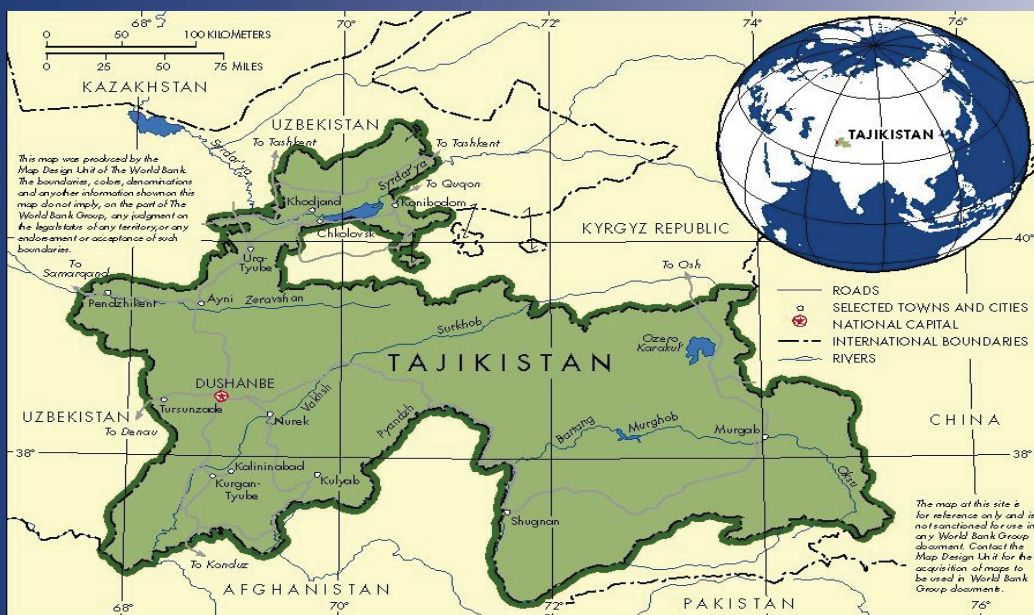 68°
70°
72°
74°
76°
0 50 100 KILOMETERS
0 25 50 75 MILES
KAZAKHSTAN
UZBEKISTAN
To Tashkent
To Tashkent
Syrdar'ya
Syrdar'ya
This map was produced by the
Map Design Unit of The World Bank.
The boundaries, colors, denominations
and any other information shown on this
map do not imply, on the part of The
World Bank Group, any judgment on
the legal status of any territory, or any
endorsement or acceptance of such
boundaries.
TAJIKISTAN
To Quqon
Khodjand
Konibodom
Chkolovsk
KYRGYZ REPUBLIC
40°
Ura-
Tyube
To
Samarqand
To Osh
Pendzhikent
Ayni
Zeravshan
ROADS
SELECTED TOWNS AND CITIES
NATIONAL CAPITAL
INTERNATIONAL BOUNDARIES
RIVERS
Surkhob
Ozero
Karakul'
TAJIKISTAN
DUSHANBE
Tursunzade
Vakhsh
Nurek
Pyandzh
UZBEKISTAN
To Denau
Bartang
Murghob
Murgab
CHINA
38°
38°
Kalininabad
Kurgan-
Tyube
Kulyab
Oksu
Shugnan
The map at this site is
for reference only and is
not sanctioned for use in
any World Bank Group
document. Contact the
Map Design Unit for the
acquisition of maps to
be used in World Bank
Group documents.
To Konduz
AFGHANISTAN
PAKISTAN
68°
70°
72°
74°
76°